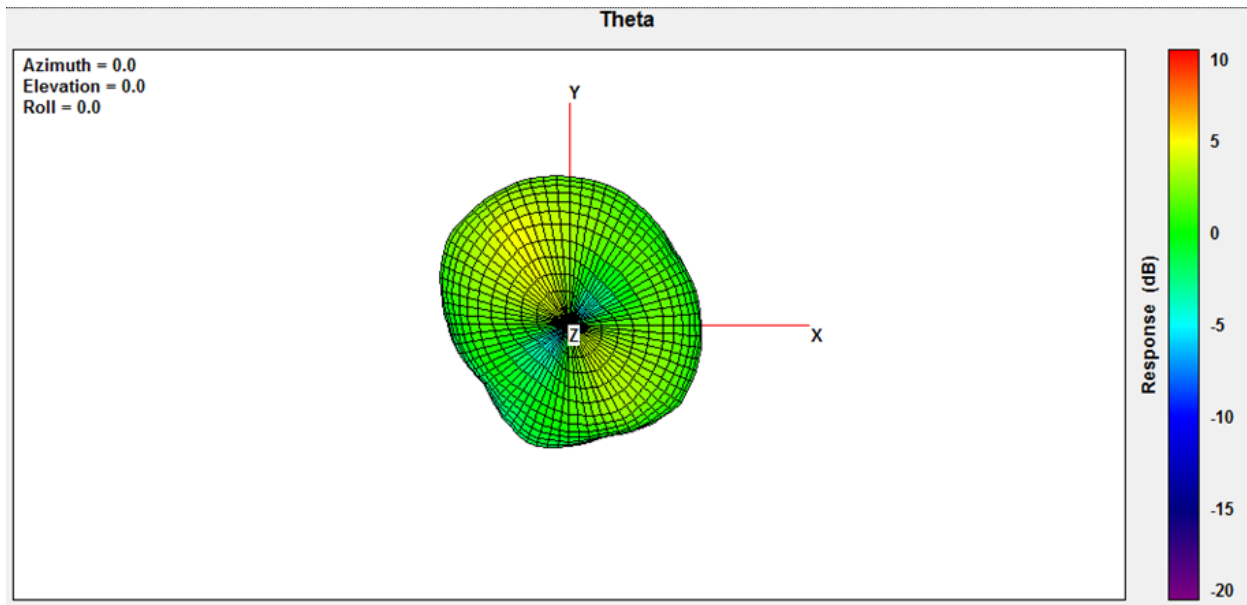 Theta
Azimuth = 0.0
Elevation = 0.0
Roll = 0.0
Y
X
Z
10
5
0
-5
-10
-15
-20
Response (dB)